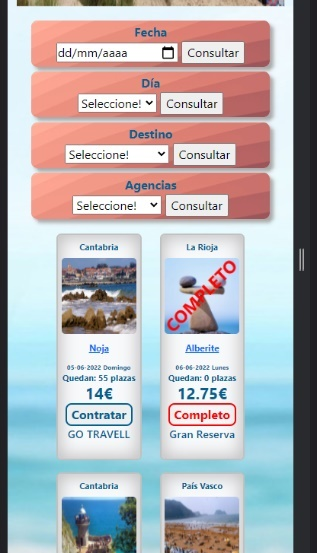 Fecha
dd/mm/aaaa Consultar
Día
Seleccione! Consultar
Destino
Seleccione! Consultar
Agencias
Seleccione! Consultar
Cantabria
COMPLETO
Noja
05-06-2022 Domingo
Quedan: 55 plazas
14€
Contratar
GO TRAVELL
La Rioja
Alberite
06-06-2022 Lunes
Quedan: 0 plazas
12.75€
Completo
Gran Reserva
Cantabria
País Vasco